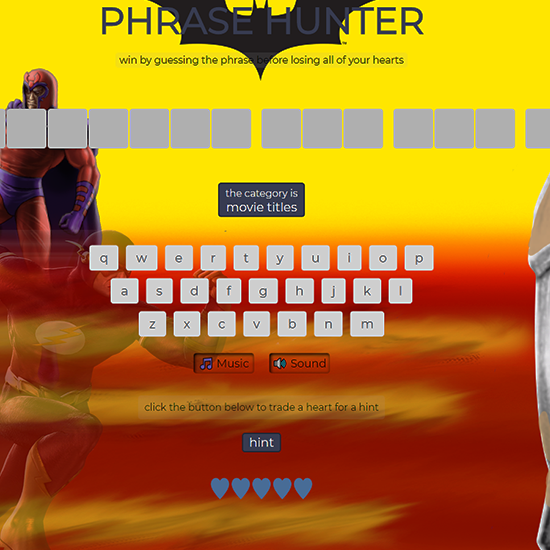 PHRASE HUNTER
win by guessing the phrase before losing all of your hearts
the category is
movie titles
q w e r t y u i o p
a s d f g h j k l
z x c v b n m
Music Sound
click the button below to trade a heart for a hint
hint